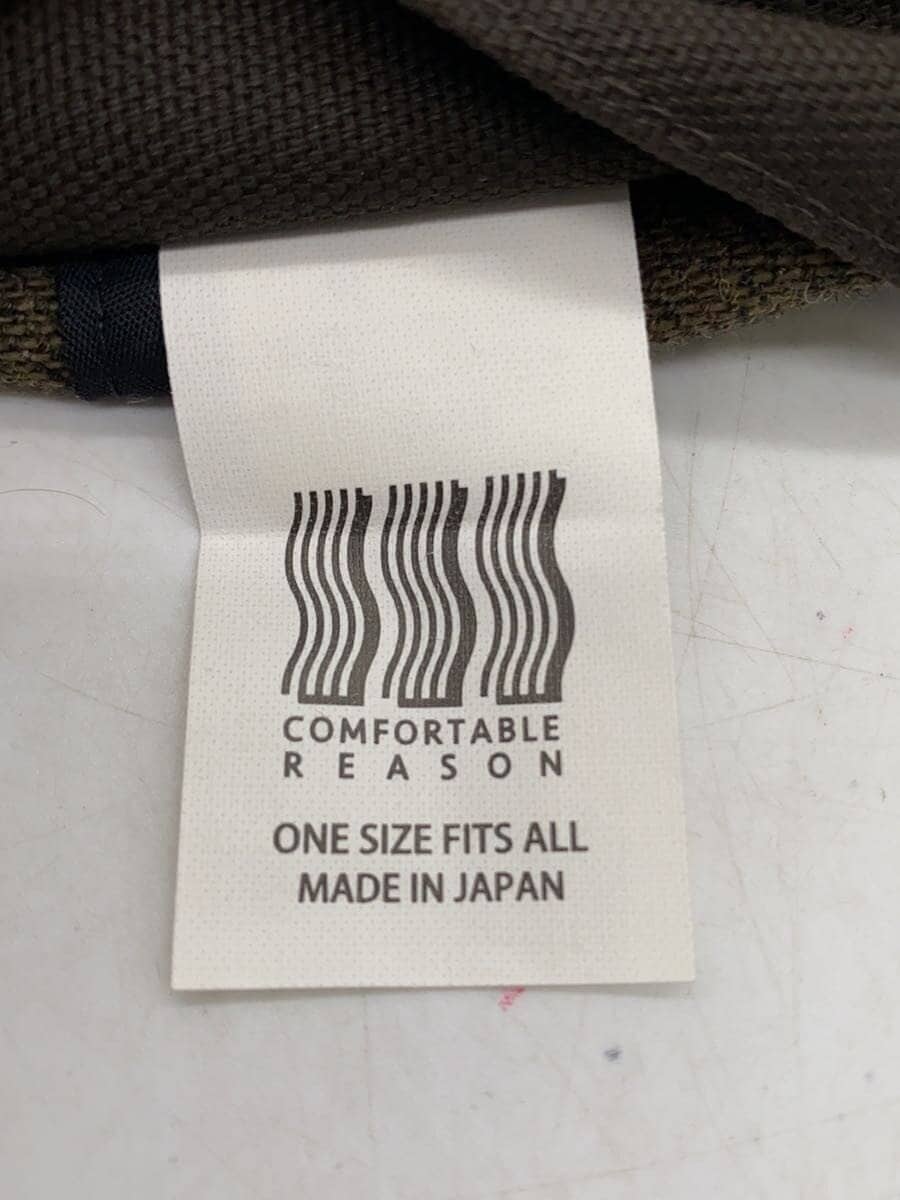 COMFORTABLE
REASON
ONE SIZE FITS ALL
MADE IN JAPAN